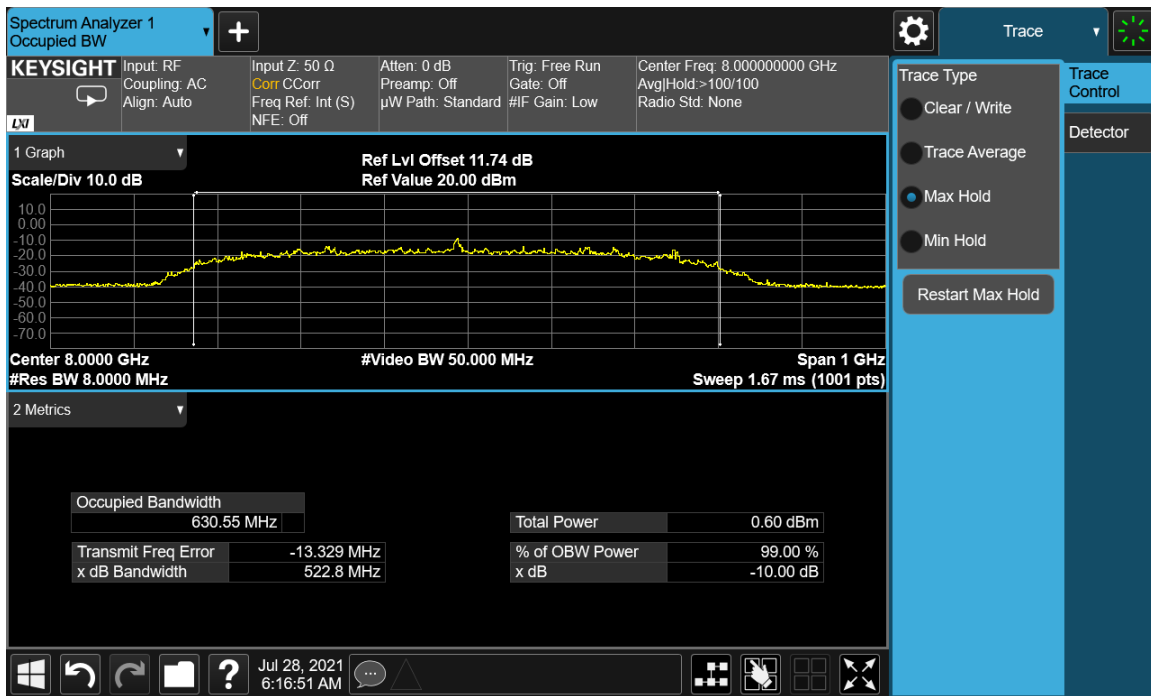 Spectrum Analyzer 1
Occupied BW
+
Trace
KEYSIGHT
LXI
Input: RF
Coupling: AC
Align: Auto
Input Z: 50 Ω
Corr CCorr
Freq Ref: Int (S)
NFE: Off
Atten: 0 dB
Preamp: Off
µW Path: Standard
Trig: Free Run
Gate: Off
#IF Gain: Low
Center Freq: 8.000000000 GHz
Avg|Hold:>100/100
Radio Std: None
Trace Type
Clear / Write
Trace Average
Max Hold
Min Hold
Restart Max Hold
Trace
Control
Detector
1 Graph
Scale/Div 10.0 dB
Ref Lvl Offset 11.74 dB
Ref Value 20.00 dBm
10.0
0.00
-10.0
-20.0
-30.0
-40.0
-50.0
-60.0
-70.0
Center 8.0000 GHz
#Res BW 8.0000 MHz
#Video BW 50.000 MHz
Span 1 GHz
Sweep 1.67 ms (1001 pts)
2 Metrics
Occupied Bandwidth
630.55 MHz
Transmit Freq Error -13.329 MHz
x dB Bandwidth 522.8 MHz
Total Power 0.60 dBm
% of OBW Power 99.00 %
x dB -10.00 dB
?
Jul 28, 2021
6:16:51 AM